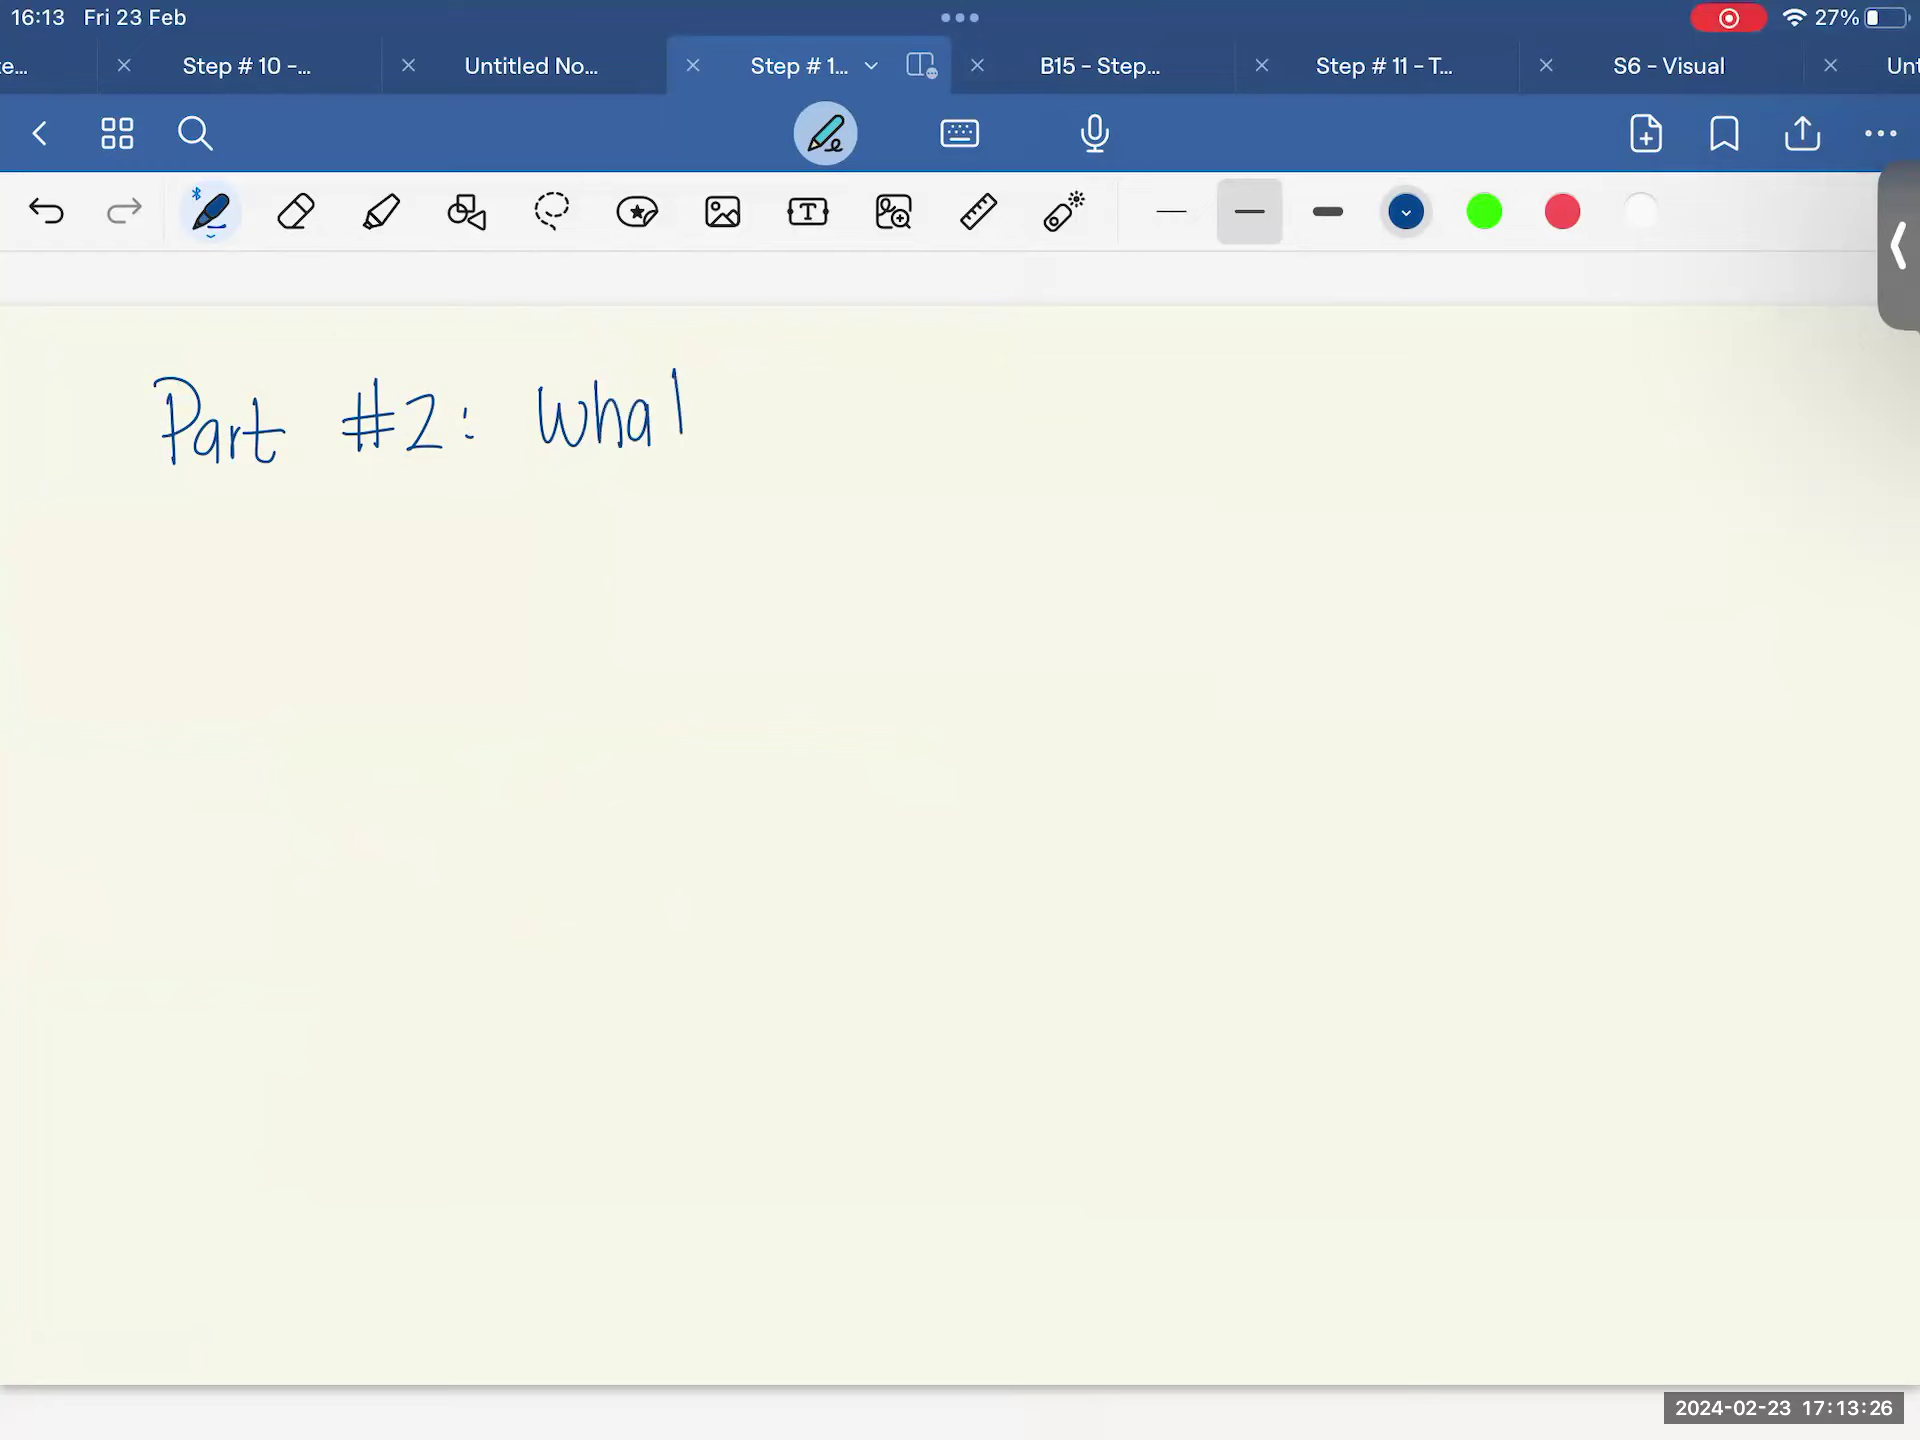 16:13 Fri 23 Feb
27%
e...
Step # 10 -...
Untitled No...
Step # 1...
B15 - Step...
Step # 11 - T...
S6 - Visual
Unt
Part #2: Wha
2024-02-23 17:13:26